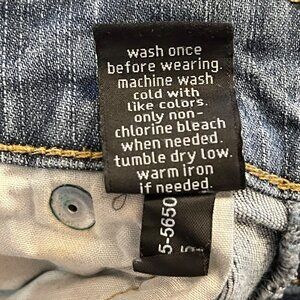 wash once
before wearing.
machine wash
cold with
like colors.
only non-
chlorine bleach
when needed.
tumble dry low.
warm iron
if needed.
5-5650